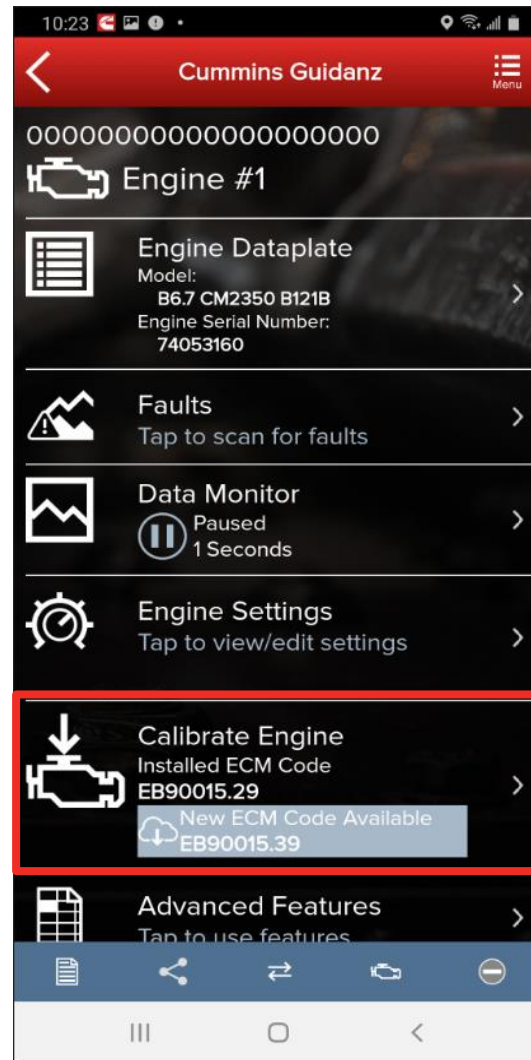 10:23
Cummins Guidanz
Menu
00000000000000000000
Engine #1
Engine Dataplate
Model:
B6.7 CM2350 B121B
Engine Serial Number:
74053160
Faults
Tap to scan for faults
Data Monitor
Paused
1 Seconds
Engine Settings
Tap to view/edit settings
Calibrate Engine
Installed ECM Code
EB90015.29
New ECM Code Available
EB90015.39
Advanced Features
Tap to use features